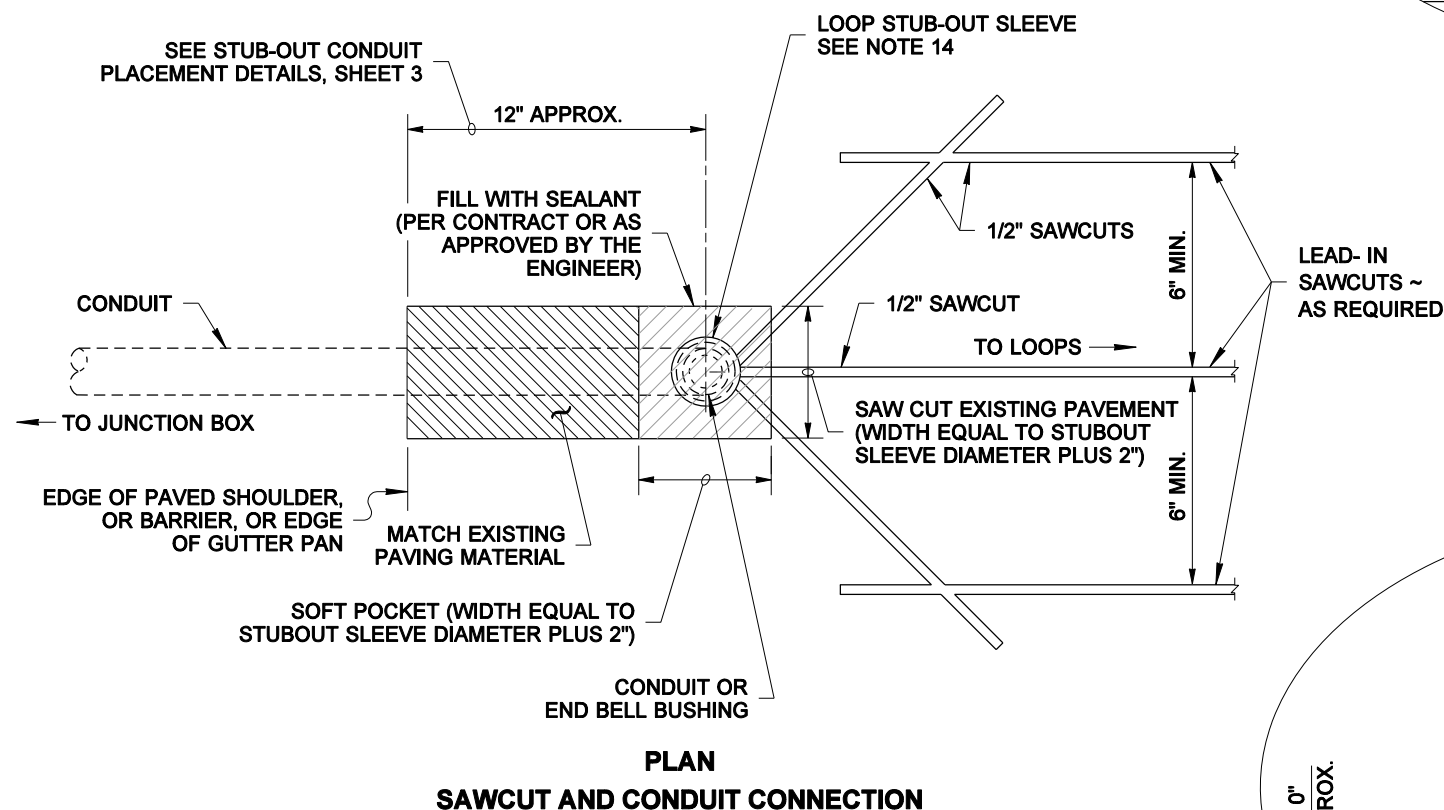 LOOP STUB-OUT SLEEVE
SEE NOTE 14
SEE STUB-OUT CONDUIT
PLACEMENT DETAILS, SHEET 3
12" APPROX.
FILL WITH SEALANT
(PER CONTRACT OR AS
APPROVED BY THE
ENGINEER)
1/2" SAWCUTS
6" MIN.
LEAD- IN
SAWCUTS ~
AS REQUIRED
CONDUIT
1/2" SAWCUT
TO LOOPS
TO JUNCTION BOX
SAW CUT EXISTING PAVEMENT
(WIDTH EQUAL TO STUBOUT
SLEEVE DIAMETER PLUS 2")
6" MIN.
EDGE OF PAVED SHOULDER,
OR BARRIER, OR EDGE
OF GUTTER PAN
MATCH EXISTING
PAVING MATERIAL
SOFT POCKET (WIDTH EQUAL TO
STUBOUT SLEEVE DIAMETER PLUS 2")
CONDUIT OR
END BELL BUSHING
PLAN
SAWCUT AND CONDUIT CONNECTION
0"
ROX.